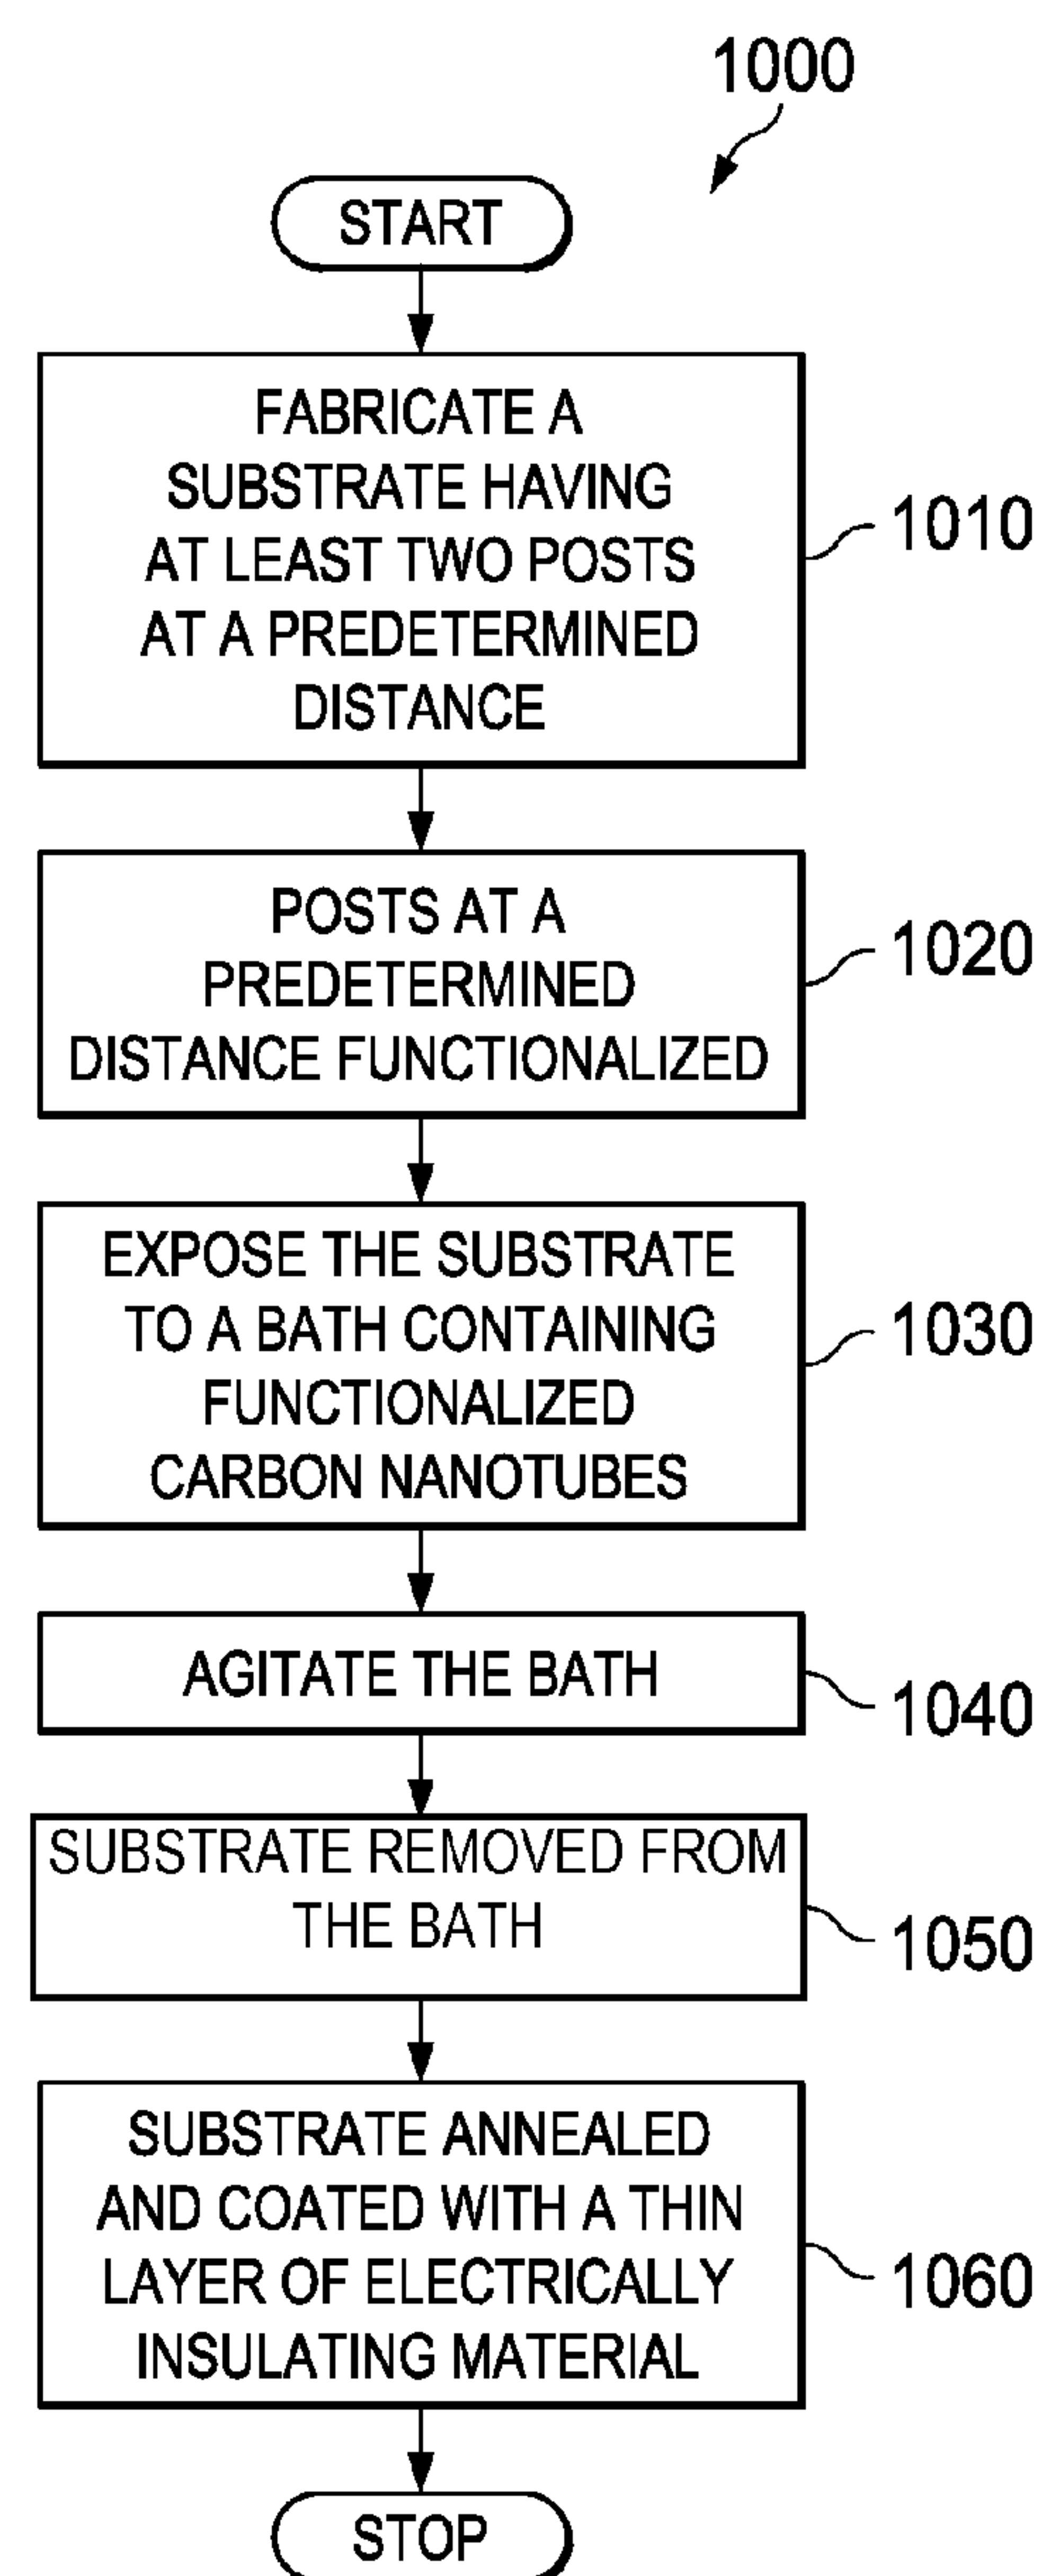 1000
START
FABRICATE A
SUBSTRATE HAVING
AT LEAST TWO POSTS
AT A PREDETERMINED
DISTANCE
1010
POSTS AT A
PREDETERMINED
DISTANCE FUNCTIONALIZED
1020
EXPOSE THE SUBSTRATE
TO A BATH CONTAINING
FUNCTIONALIZED
CARBON NANOTUBES
1030
AGITATE THE BATH
1040
SUBSTRATE REMOVED FROM
THE BATH
1050
SUBSTRATE ANNEALED
AND COATED WITH A THIN
LAYER OF ELECTRICALLY
INSULATING MATERIAL
1060
STOP